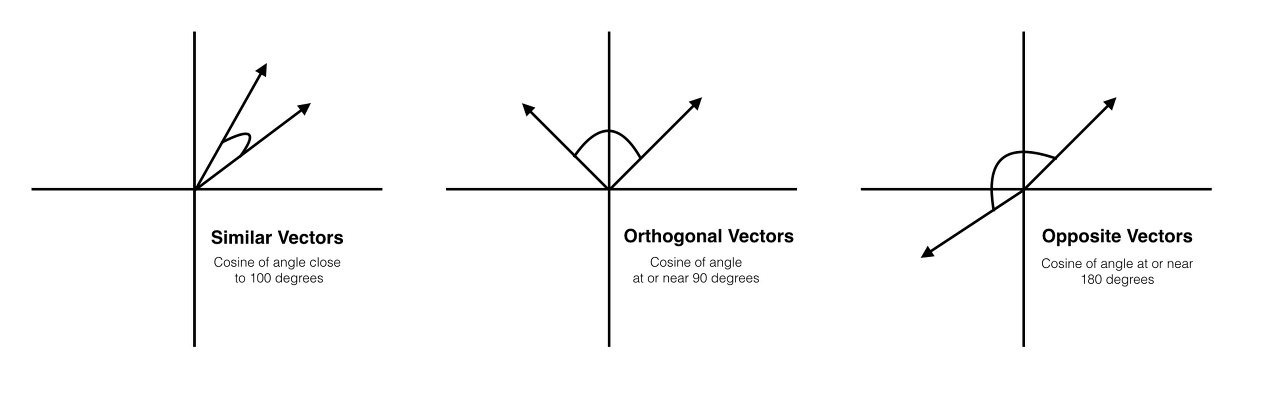 Similar Vectors
Cosine of angle close
to 100 degrees
Orthogonal Vectors
Cosine of angle
at or near 90 degrees
Opposite Vectors
Cosine of angle at or near
180 degrees